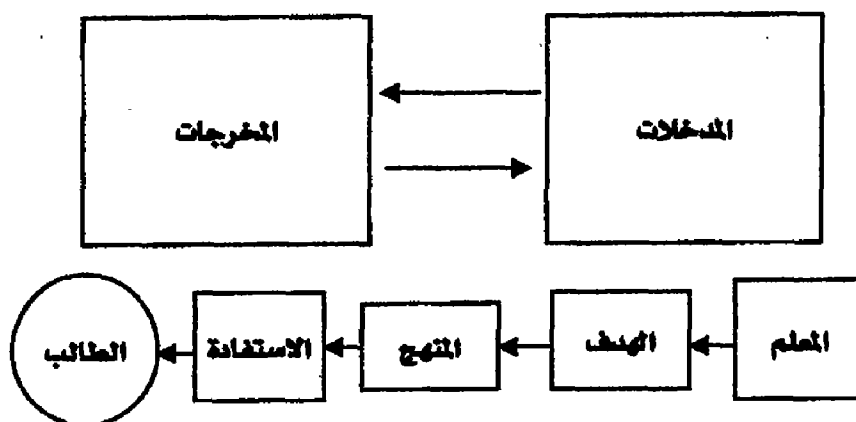 المدخلات
المخرجات
المعلم
الهدف
المنهج
الاستفادة
الطالب